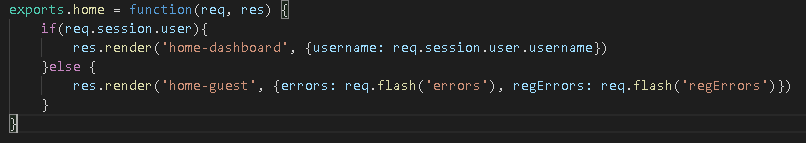 exports.home = function(req, res) {
    if(req.session.user){
        res.render('home-dashboard', {username: req.session.user.username})
    }else {
        res.render('home-guest', {errors: req.flash('errors'), regErrors: req.flash('regErrors')})
    }
}